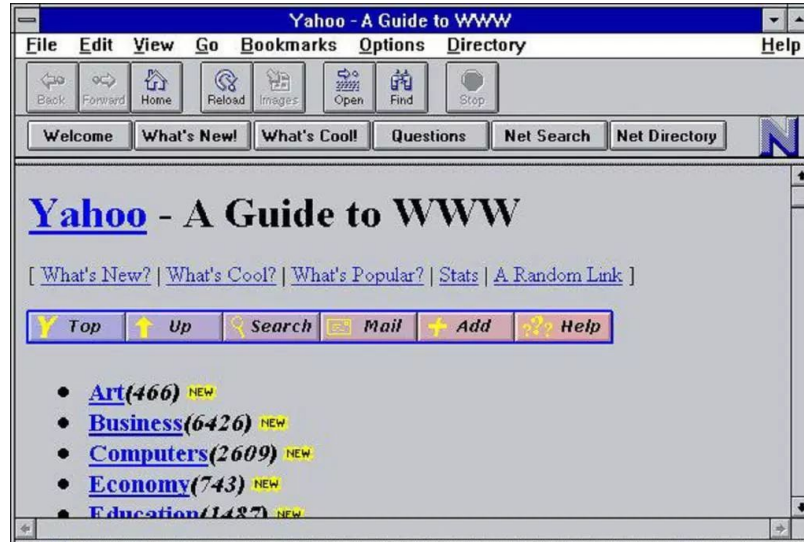 Yahoo - A Guide to WWW
File Edit View Go Bookmarks Options Directory Help
Back Forward Home Reload Images Open Find Stop
Welcome What's New! What's Cool! Questions Net Search Net Directory
N
Yahoo - A Guide to WWW
[ What's New? | What's Cool? | What's Popular? | Stats | A Random Link ]
Y Top Up Search Mail Add ??? Help
Art(466) NEW
Business(6426) NEW
Computers(2609) NEW
Economy(743) NEW
Education(1487) NEW